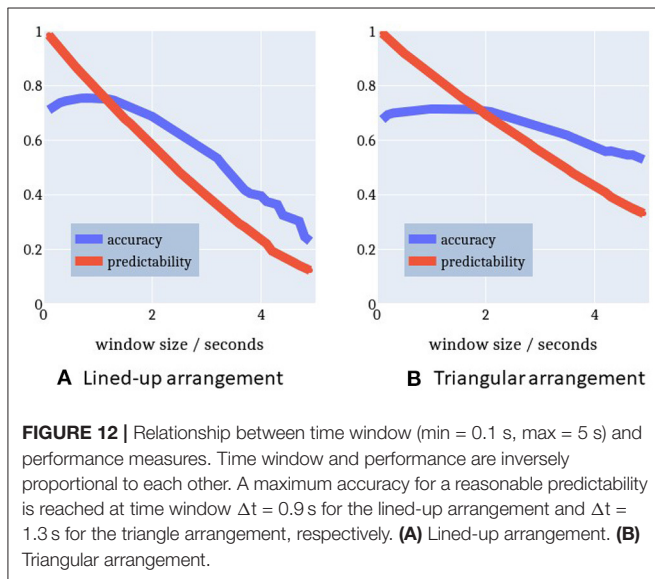 1
0.8
0.6
0.4
0.2
0
accuracy
predictability
0
2
4
window size / seconds
A Lined-up arrangement
1
0.8
0.6
0.4
0.2
0
accuracy
predictability
0
2
4
window size / seconds
B Triangular arrangement
FIGURE 12 | Relationship between time window (min = 0.1 s, max = 5 s) and
performance measures. Time window and performance are inversely
proportional to each other. A maximum accuracy for a reasonable predictability
is reached at time window Δt = 0.9 s for the lined-up arrangement and Δt =
1.3 s for the triangle arrangement, respectively. (A) Lined-up arrangement. (B)
Triangular arrangement.